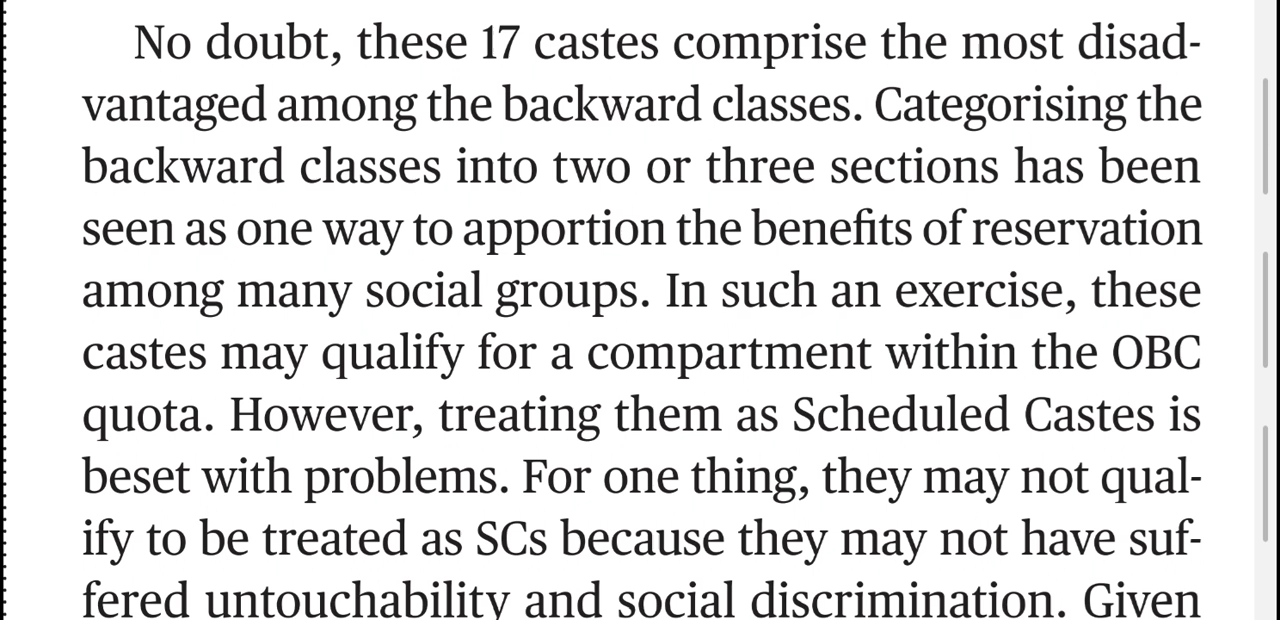 No doubt, these 17 castes comprise the most disad-
vantaged among the backward classes. Categorising the
backward classes into two or three sections has been
seen as one way to apportion the benefits of reservation
among many social groups. In such an exercise, these
castes may qualify for a compartment within the OBC
quota. However, treating them as Scheduled Castes is
beset with problems. For one thing, they may not qual-
ify to be treated as SCs because they may not have suf-
fered untouchability and social discrimination. Given